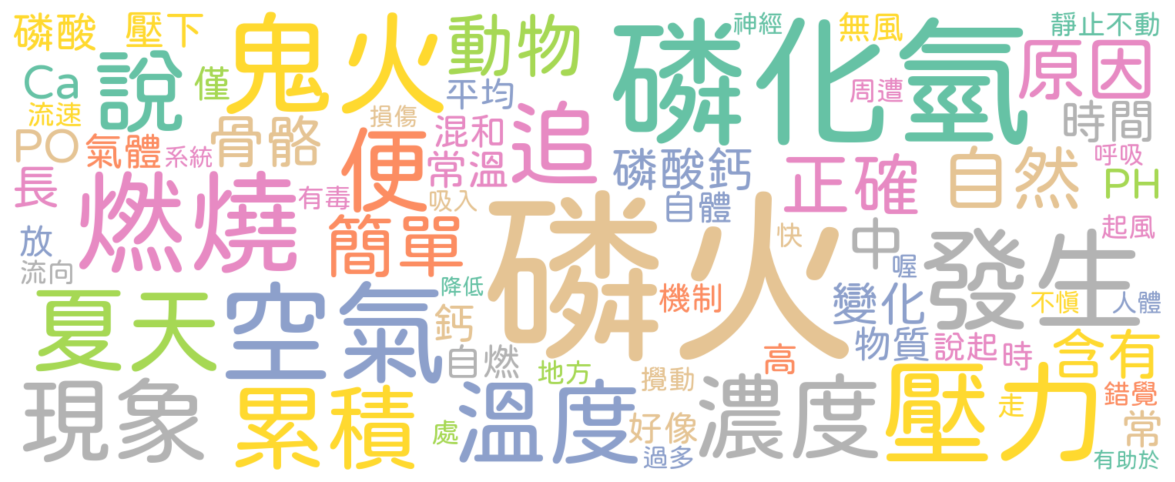 磷酸 壓下 鬼火 動物 磷化氫 神經 無風 靜止不動
Ca 說 僅 平均 周遭 原因
流速 損傷 混和 追 時間
PO 氣體 系統 骨骼 便 常溫 磷酸鈣 正確 自然 呼吸
長 燃燒 有毒 吸入 自體 PH
放 簡單 磷火 快 中 發生 起風
流向 喔
夏天 空氣 降低 機制 變化 不慎 人體
鈣 物質 說起 時 含有
自燃 地方 高
現象 累積 溫度 攪動 濃度 壓力 錯覺
處 好像 走 常
過多 有助於